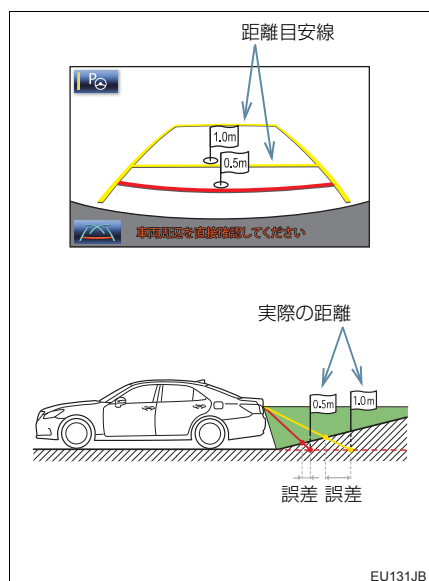 距離目安線
P
1.0m
0.5m
車両周辺を直接確認してください
実際の距離
0.5m
1.0m
誤差 誤差
EU131JB